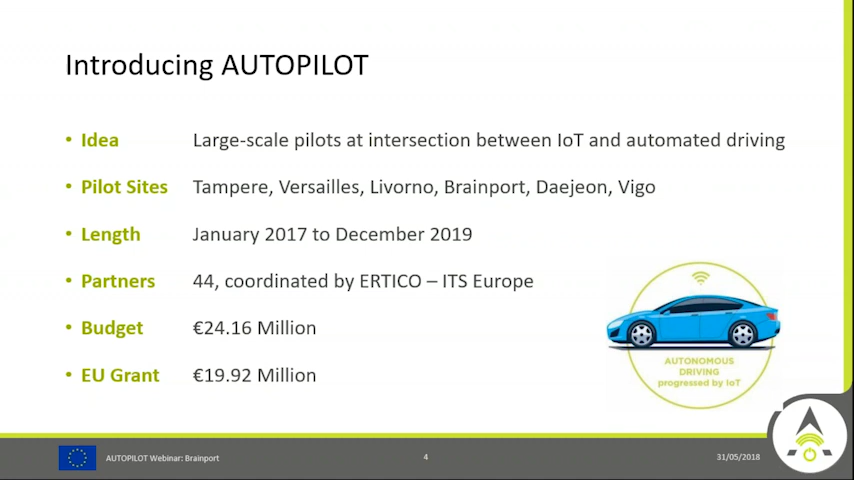 Introducing AUTOPILOT
• Idea Large-scale pilots at intersection between IoT and automated driving
• Pilot Sites Tampere, Versailles, Livorno, Brainport, Daejeon, Vigo
• Length January 2017 to December 2019
• Partners 44, coordinated by ERTICO – ITS Europe
• Budget €24.16 Million
• EU Grant €19.92 Million
AUTONOMOUS
DRIVING
progressed by IoT
AUTOPILOT Webinar: Brainport 4 31/05/2018